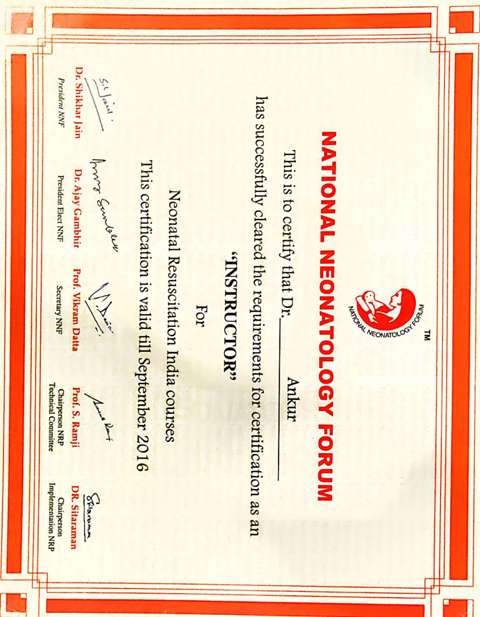 TM
NATIONAL NEONATOLOGY FORUM
NATIONAL NEONATOLOGY FORUM
This is to certify that Dr. Ankur
has successfully cleared the requirements for certification as an
“INSTRUCTOR”
For
Neonatal Resuscitation India courses
This certification is valid till September 2016
Dr. Shikhar Jain
President NNF
Dr. Ajay Gambhir
President Elect NNF
Prof. Vikram Datta
Secretary NNF
Prof. S. Ramji
Chairperson NRP
Technical Committee
DR. Sitaraman
Chairperson
Implementation NRP